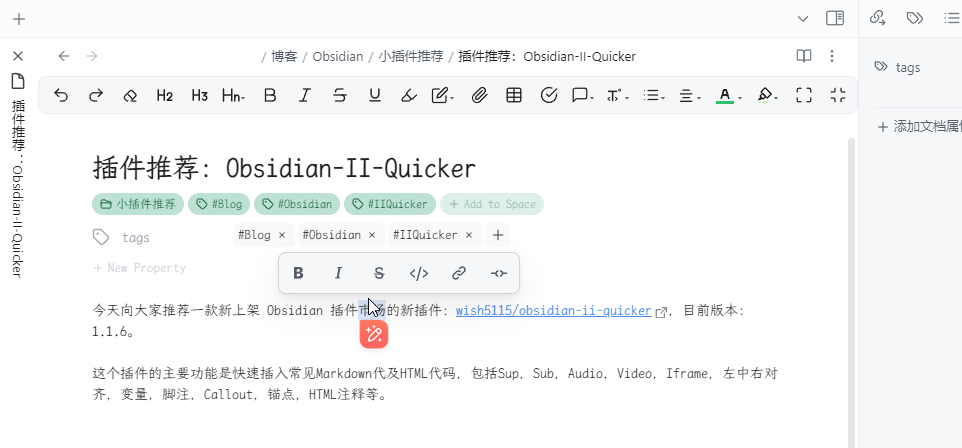 / 博客 / Obsidian / 小插件推荐 / 插件推荐：Obsidian-II-Quicker
tags
H2 H3 Hn B I S U A
添加文档属
插件推荐：Obsidian-II-Quicker
插件推荐：Obsidian-II-Quicker
小插件推荐 #Blog #Obsidian #IIQuicker + Add to Space
tags #Blog × #Obsidian × #IIQuicker × +
+ New Property
B I S </>
今天向大家推荐一款新上架 Obsidian 插件市场的新插件：wish5115/obsidian-ii-quicker，目前版本：
1.1.6。
这个插件的主要功能是快速插入常见Markdown代及HTML代码，包括Sup, Sub, Audio, Video, Iframe, 左中右对
齐，变量，脚注，Callout，锚点，HTML注释等。